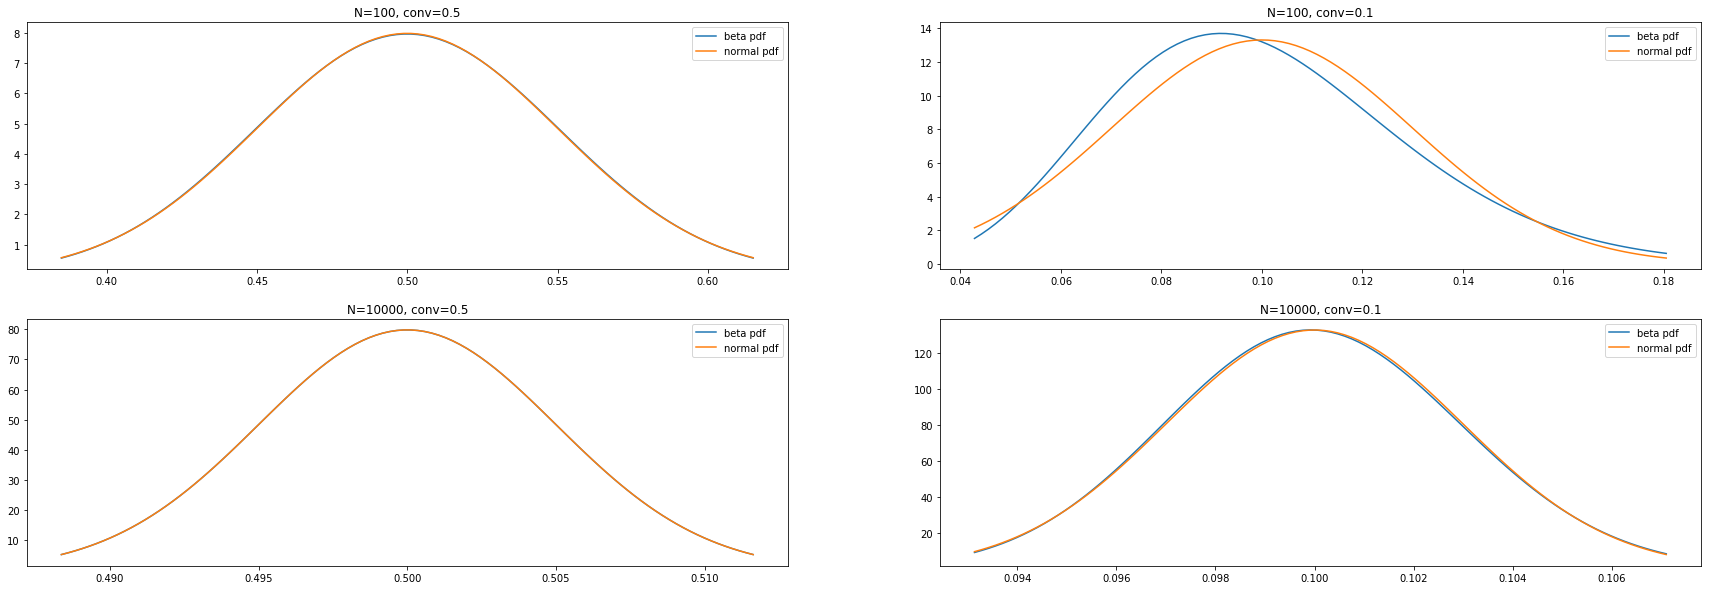 N=100, conv=0.5
8
7
6
5
4
3
2
1
0.40 0.45 0.50 0.55 0.60
beta pdf
normal pdf
N=100, conv=0.1
14
12
10
8
6
4
2
0
0.04 0.06 0.08 0.10 0.12 0.14 0.16 0.18
beta pdf
normal pdf
N=10000, conv=0.5
80
70
60
50
40
30
20
10
0.490 0.495 0.500 0.505 0.510
beta pdf
normal pdf
N=10000, conv=0.1
120
100
80
60
40
20
0.094 0.096 0.098 0.100 0.102 0.104 0.106
beta pdf
normal pdf